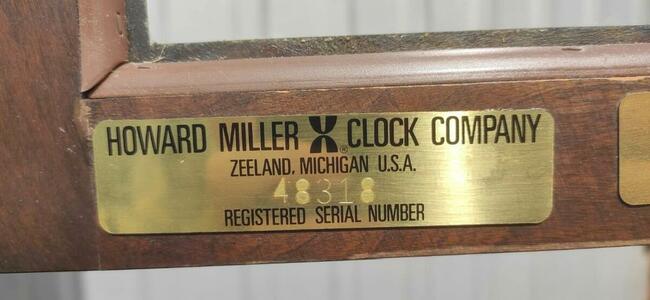 HOWARD MILLER ® CLOCK COMPANY
ZEELAND, MICHIGAN U.S.A.
48318
REGISTERED SERIAL NUMBER